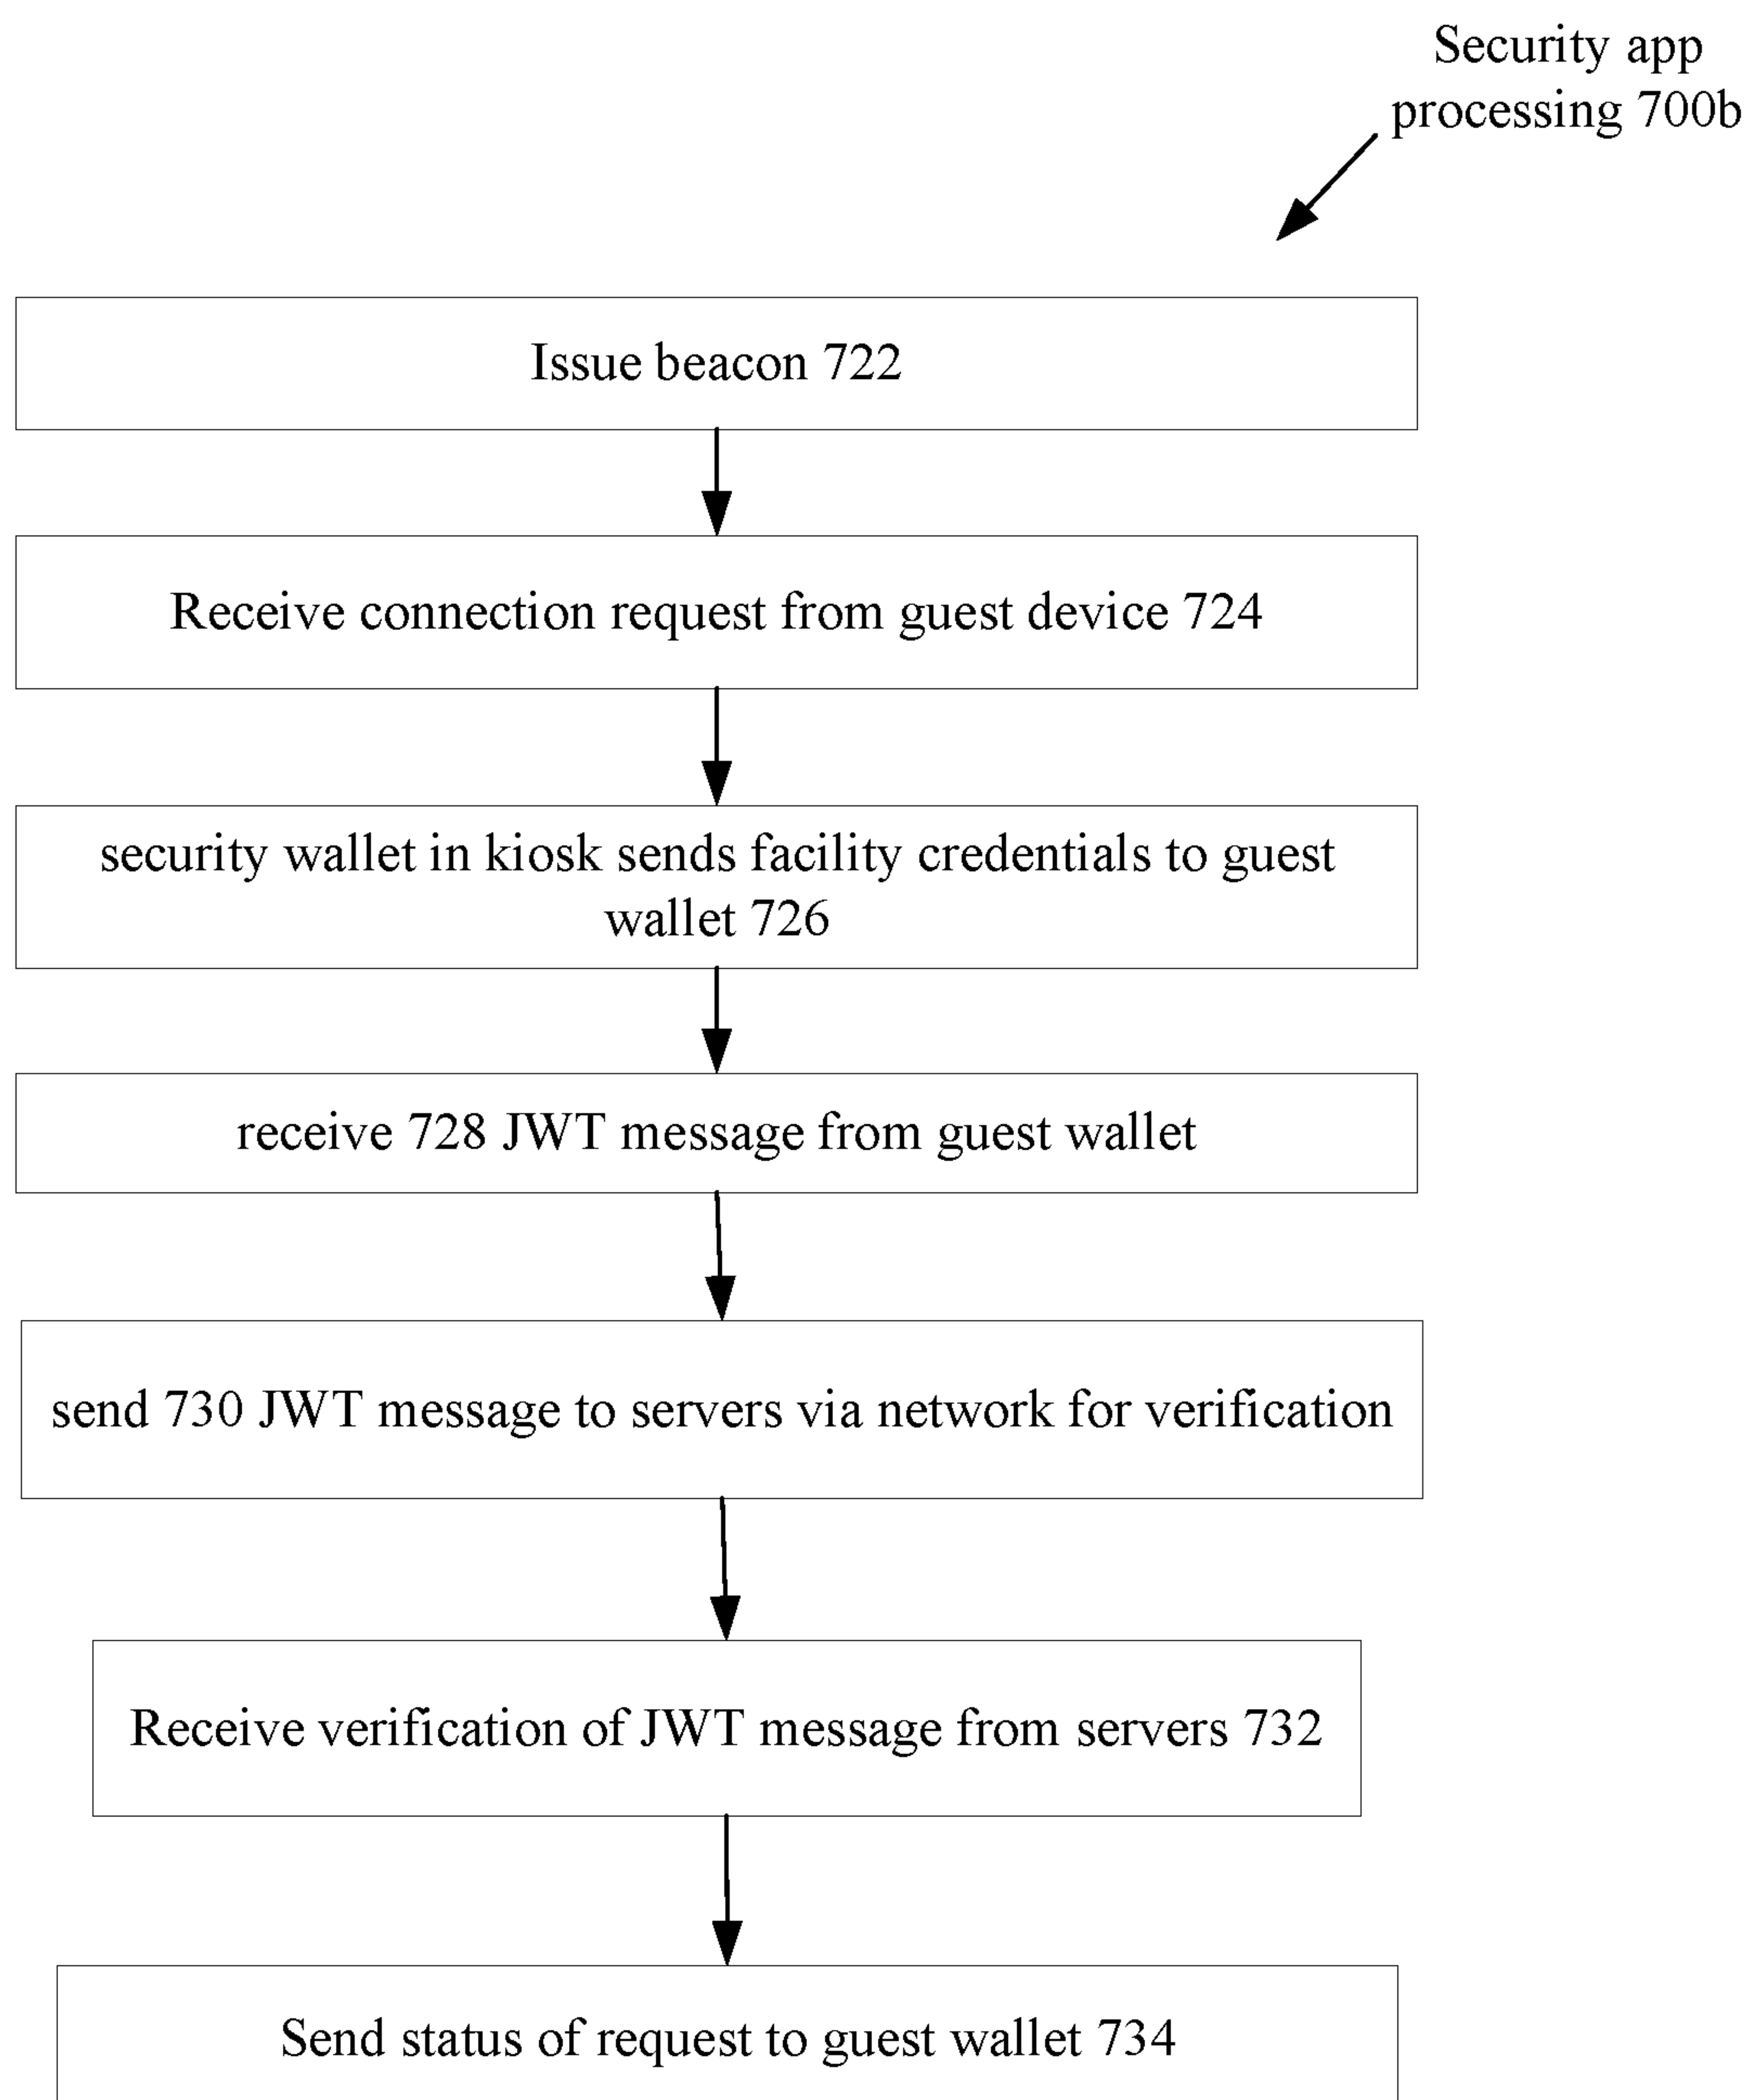 Security app
processing 700b
Issue beacon 722
Receive connection request from guest device 724
security wallet in kiosk sends facility credentials to guest
wallet 726
receive 728 JWT message from guest wallet
send 730 JWT message to servers via network for verification
Receive verification of JWT message from servers 732
Send status of request to guest wallet 734